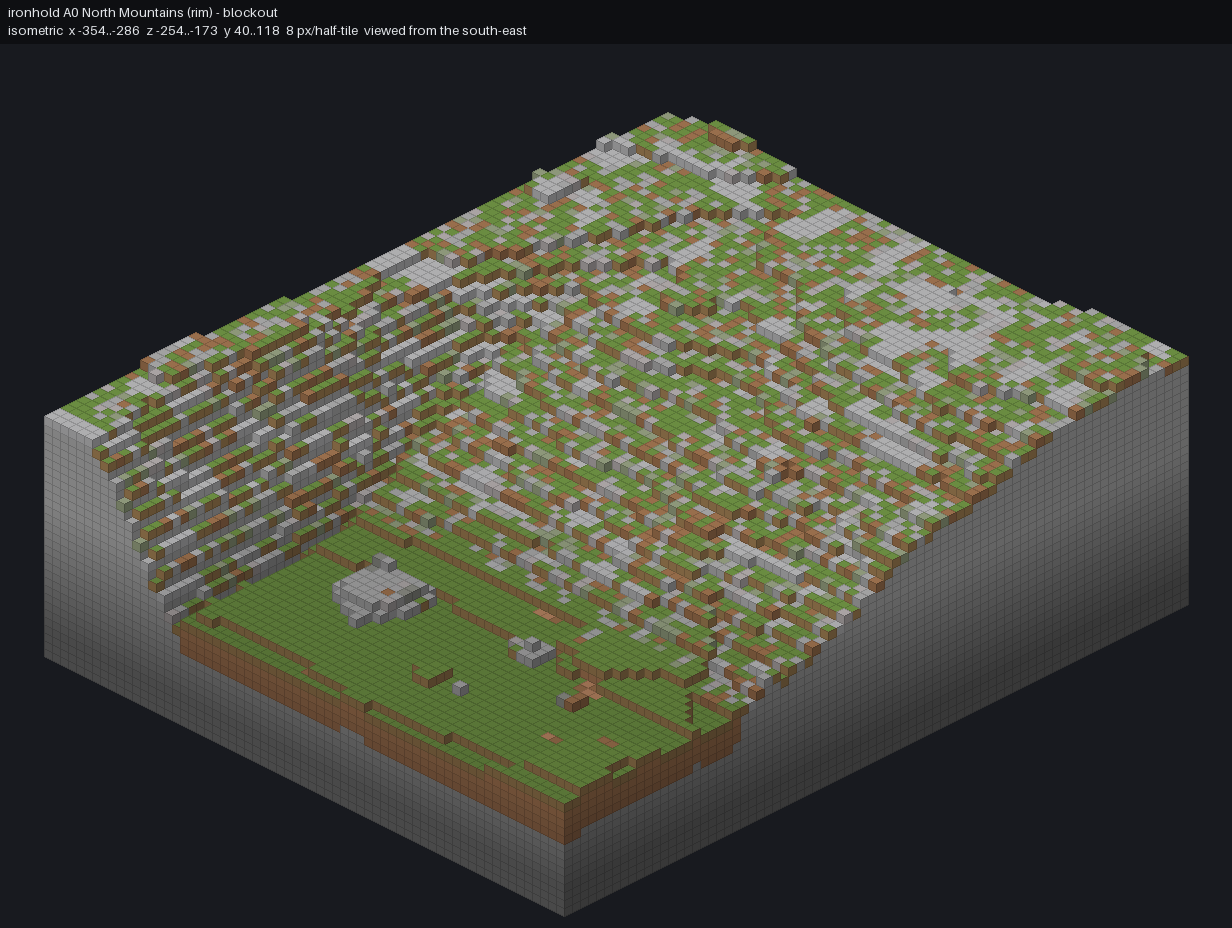 ironhold A0 North Mountains (rim) - blockout
isometric x -354..-286 z -254..-173 y 40..118 8 px/half-tile viewed from the south-east